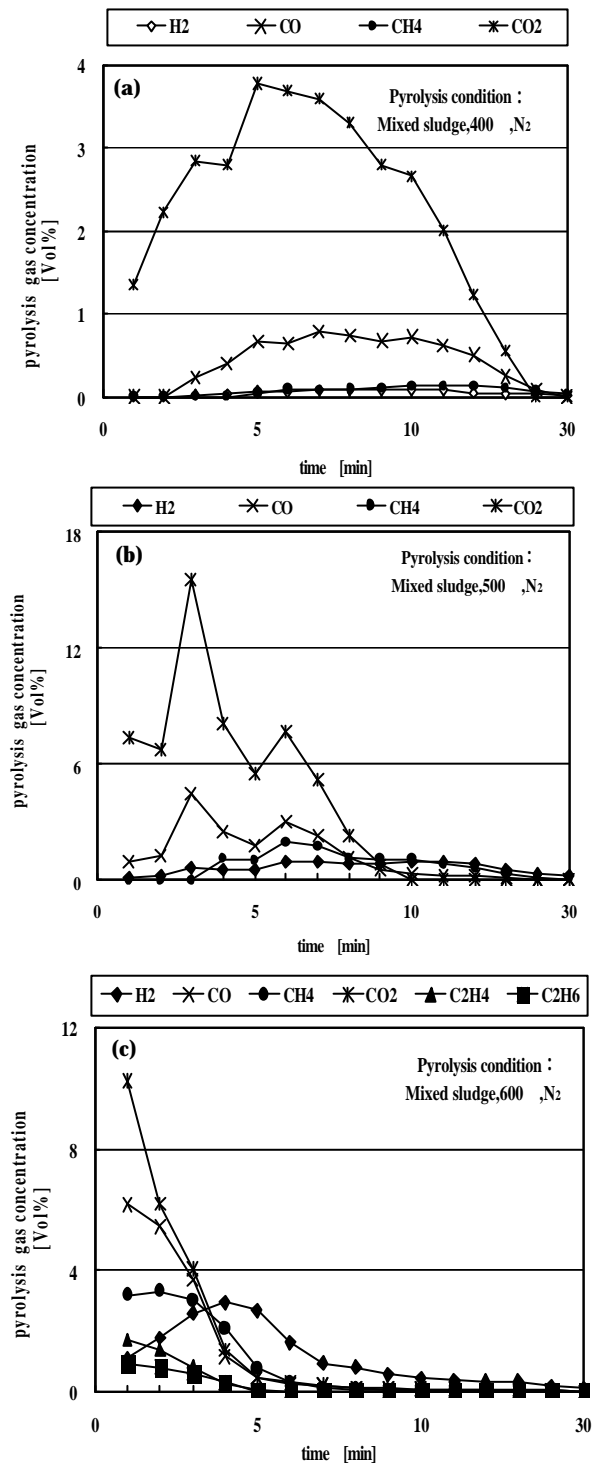 H2 CO CH4 CO2
(a)
Pyrolysis condition：
Mixed sludge,400 ,N2
pyrolysis gas concentration
[Vol%]
4
3
2
1
0
0 5 10 30
time [min]
H2 CO CH4 CO2
(b)
Pyrolysis condition：
Mixed sludge,500 ,N2
pyrolysis gas concentration
[Vol%]
18
12
6
0
0 5 10 30
time [min]
H2 CO CH4 CO2 C2H4 C2H6
(c)
Pyrolysis condition：
Mixed sludge,600 ,N2
pyrolysis gas concentration
[Vol%]
12
8
4
0
0 5 10 30
time [min]